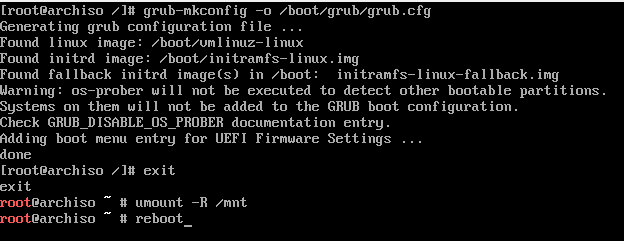 [root@archiso /]# grub-mkconfig -o /boot/grub/grub.cfg
Generating grub configuration file ...
Found linux image: /boot/vmlinuz-linux
Found initrd image: /boot/initramfs-linux.img
Found fallback initrd image(s) in /boot:  initramfs-linux-fallback.img
Warning: os-prober will not be executed to detect other bootable partitions.
Systems on them will not be added to the GRUB boot configuration.
Check GRUB_DISABLE_OS_PROBER documentation entry.
Adding boot menu entry for UEFI Firmware Settings ...
done
[root@archiso /]# exit
exit
root@archiso ~ # umount -R /mnt
root@archiso ~ # reboot_